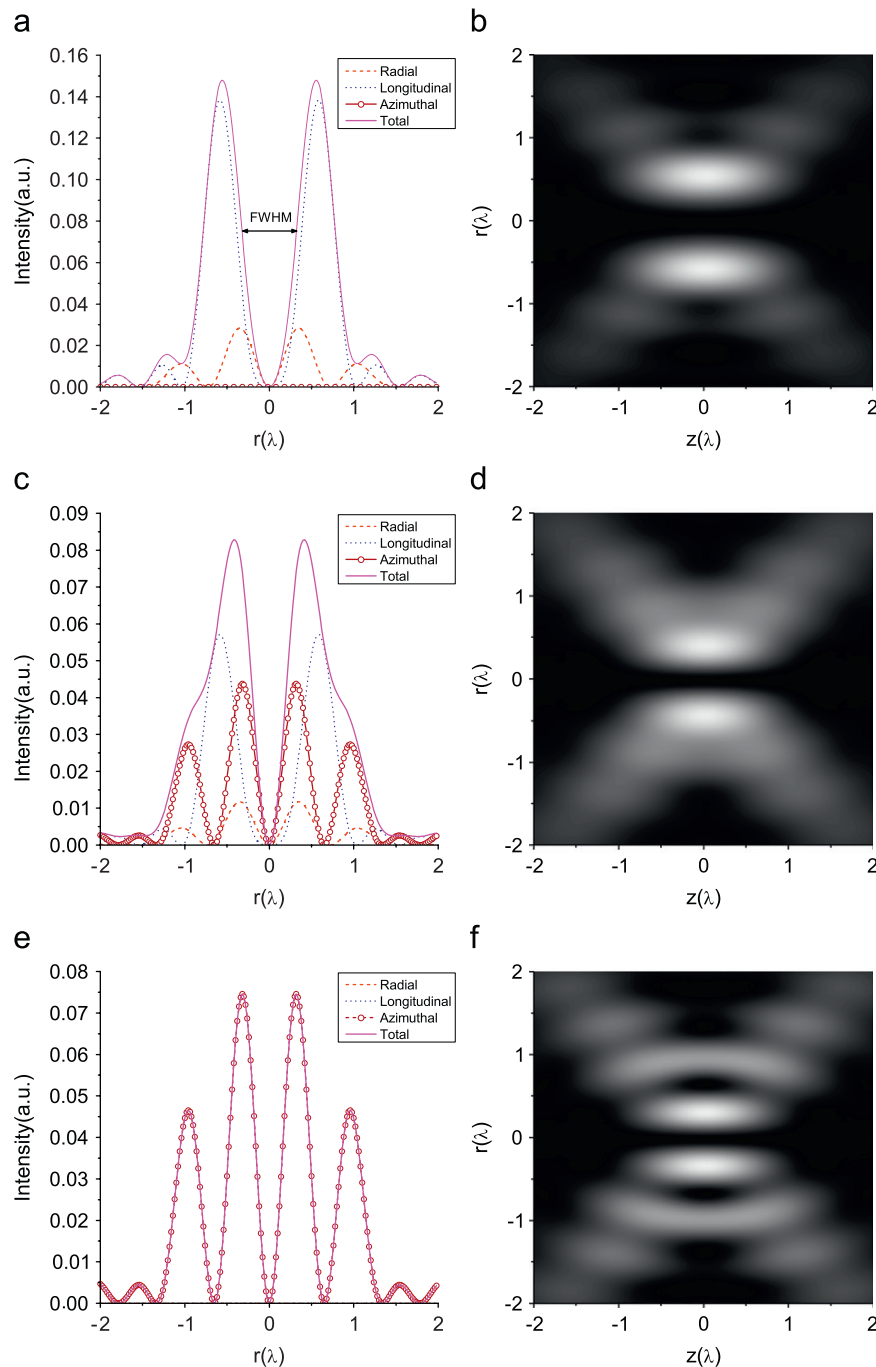 a
0.16
0.14
0.12
0.10
0.08
0.06
0.04
0.02
0.00
Intensity(a.u.)
-2
-1
0
1
2
r(λ)
Radial
Longitudinal
Azimuthal
Total
FWHM
b
2
1
0
-1
-2
r(λ)
-2
-1
0
1
2
z(λ)
c
0.09
0.08
0.07
0.06
0.05
0.04
0.03
0.02
0.01
0.00
Intensity(a.u.)
-2
-1
0
1
2
r(λ)
Radial
Longitudinal
Azimuthal
Total
d
2
1
0
-1
-2
r(λ)
-2
-1
0
1
2
z(λ)
e
0.08
0.07
0.06
0.05
0.04
0.03
0.02
0.01
0.00
Intensity(a.u.)
-2
-1
0
1
2
r(λ)
Radial
Longitudinal
Azimuthal
Total
f
2
1
0
-1
-2
r(λ)
-2
-1
0
1
2
z(λ)